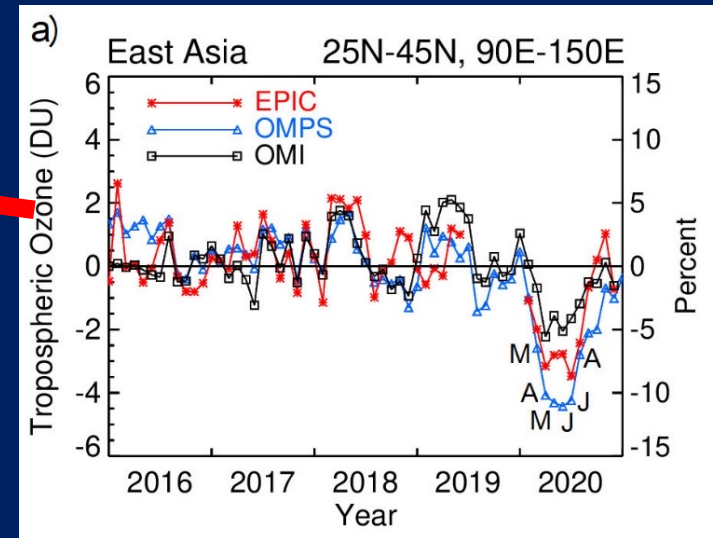 a)
East Asia 25N-45N, 90E-150E
EPIC
OMPS
OMI
Tropospheric Ozone (DU)
6
4
2
0
-2
-4
-6
15
10
5
0
-5
-10
-15
Percent
M
A
M
J
J
A
2016 2017 2018 2019 2020
Year